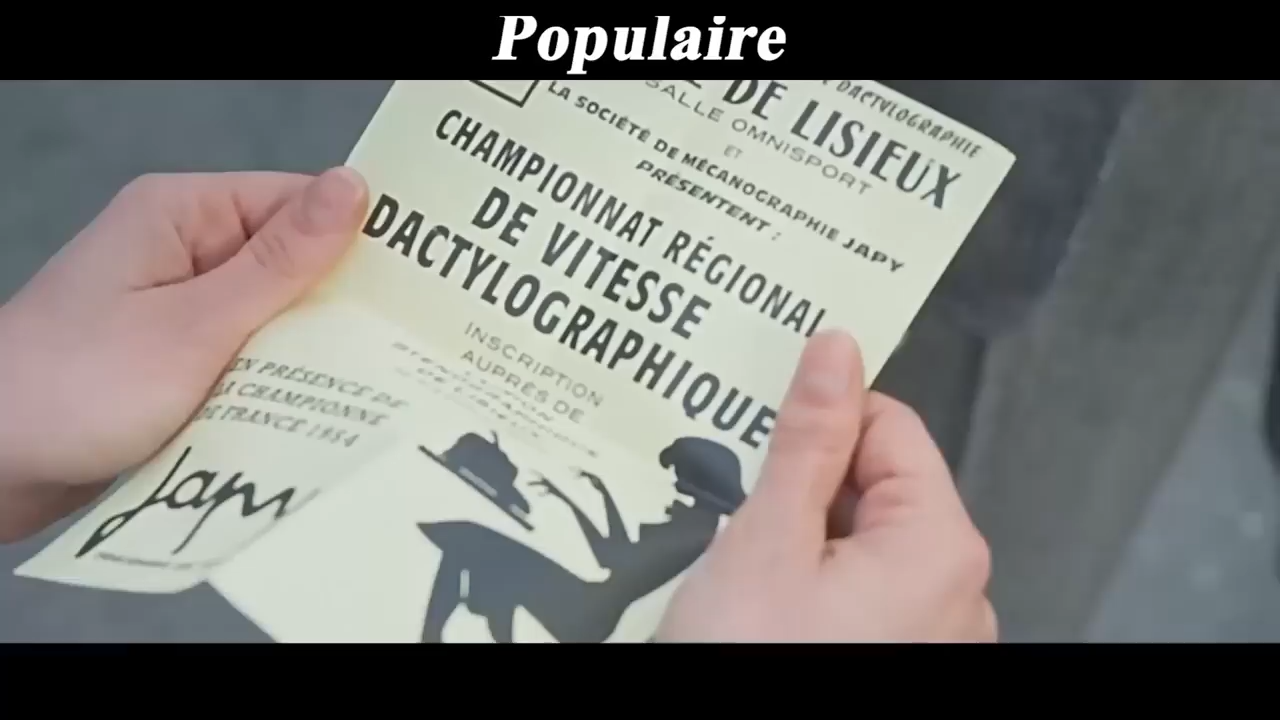 Populaire
DACTYLOGRAPHIE
DE LISIEUX
SALLE OMNISPORT
ET
LA SOCIÉTÉ DE MÉCANOGRAPHIE JAPY
PRÉSENTENT :
CHAMPIONNAT RÉGIONAL
DE VITESSE
DACTYLOGRAPHIQUE
INSCRIPTION
AUPRÈS DE
EN PRÉSENCE DE
LA CHAMPIONNE
DE FRANCE 1954
Japy